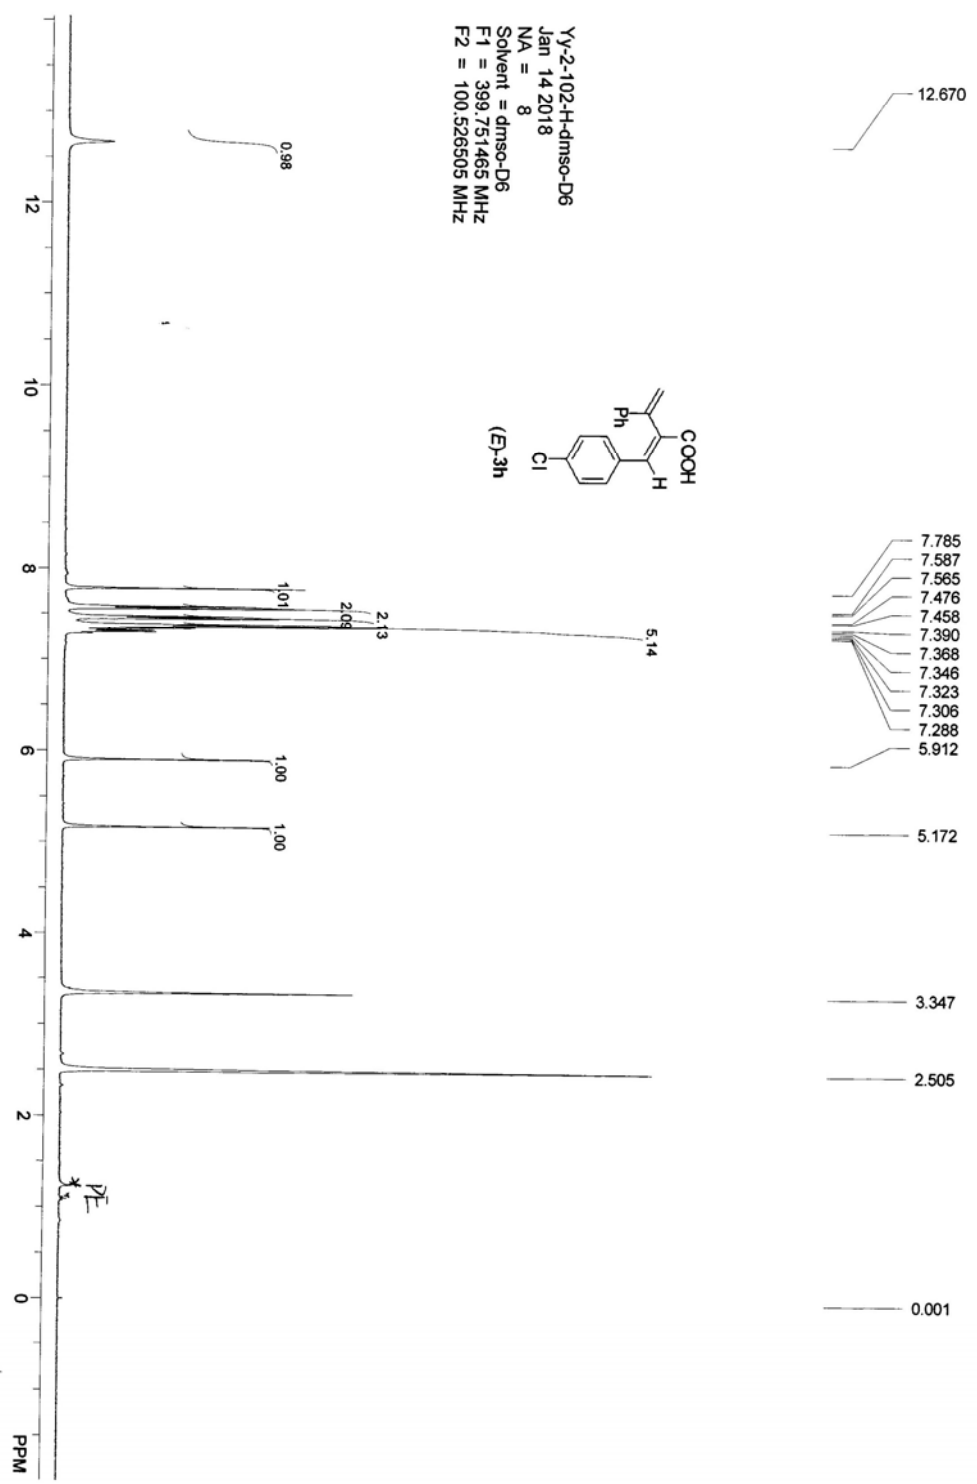 Yy-2-102-H-dmso-D6
Jan 14 2018
NA = 8
Solvent = dmso-D6
F1 = 399.751465 MHz
F2 = 100.526505 MHz
COOH
H
Ph
Cl
(E)-3h
12.670
7.785
7.587
7.565
7.476
7.458
7.390
7.368
7.346
7.323
7.306
7.288
5.912
5.172
3.347
2.505
0.001
0.98
1.01
2.09
2.13
5.14
1.00
1.00
PE
12
10
8
6
4
2
0
PPM